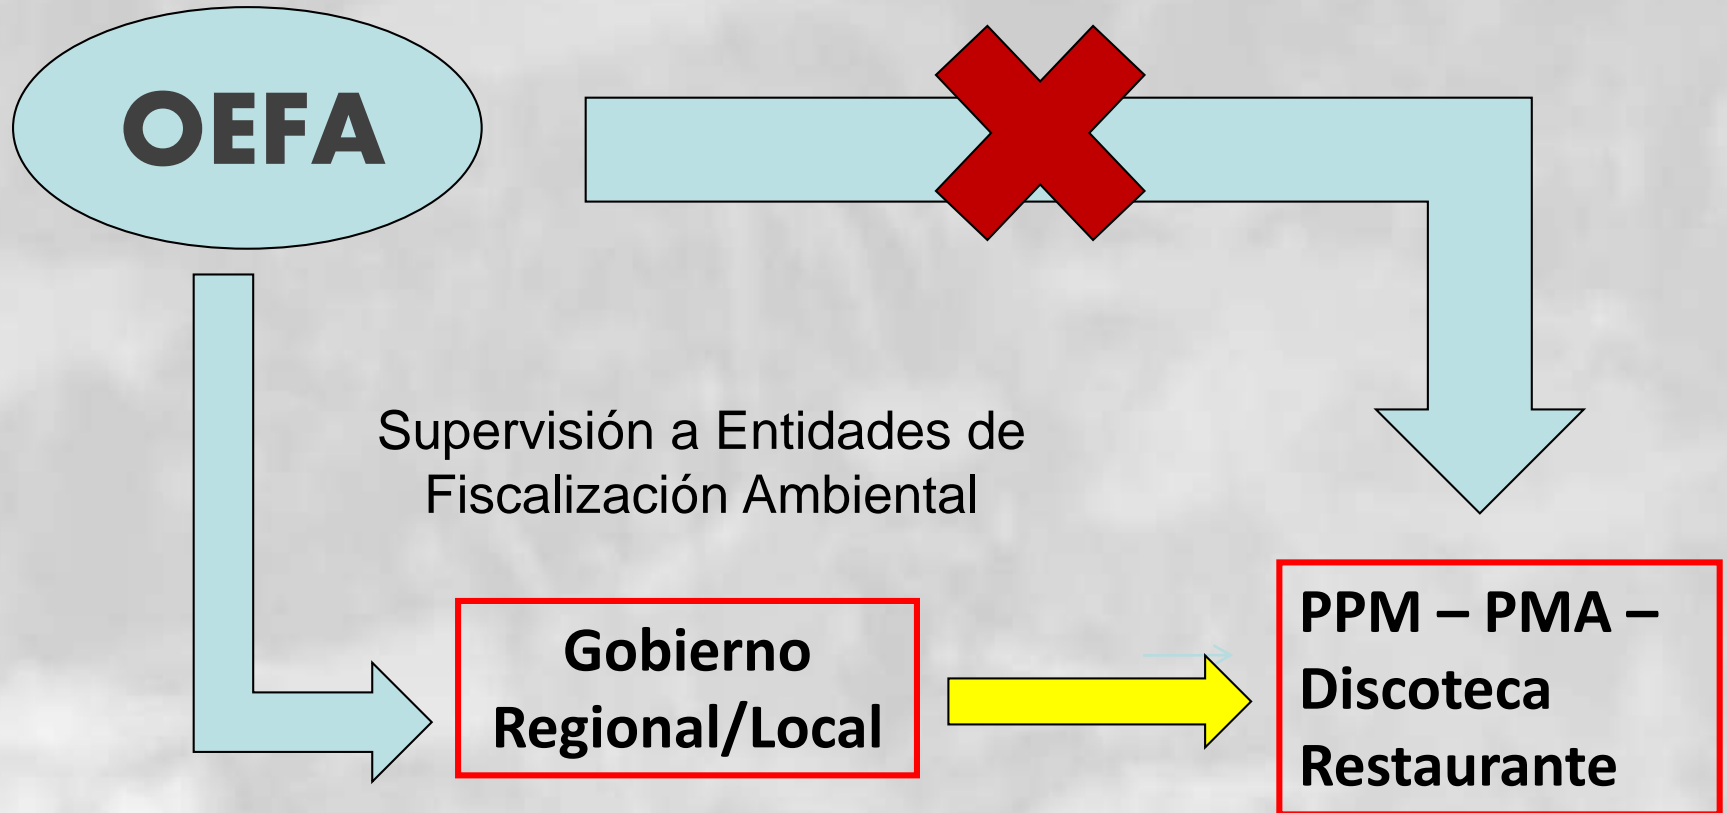 OEFA
Supervisión a Entidades de
Fiscalización Ambiental
Gobierno
Regional/Local
PPM – PMA –
Discoteca
Restaurante